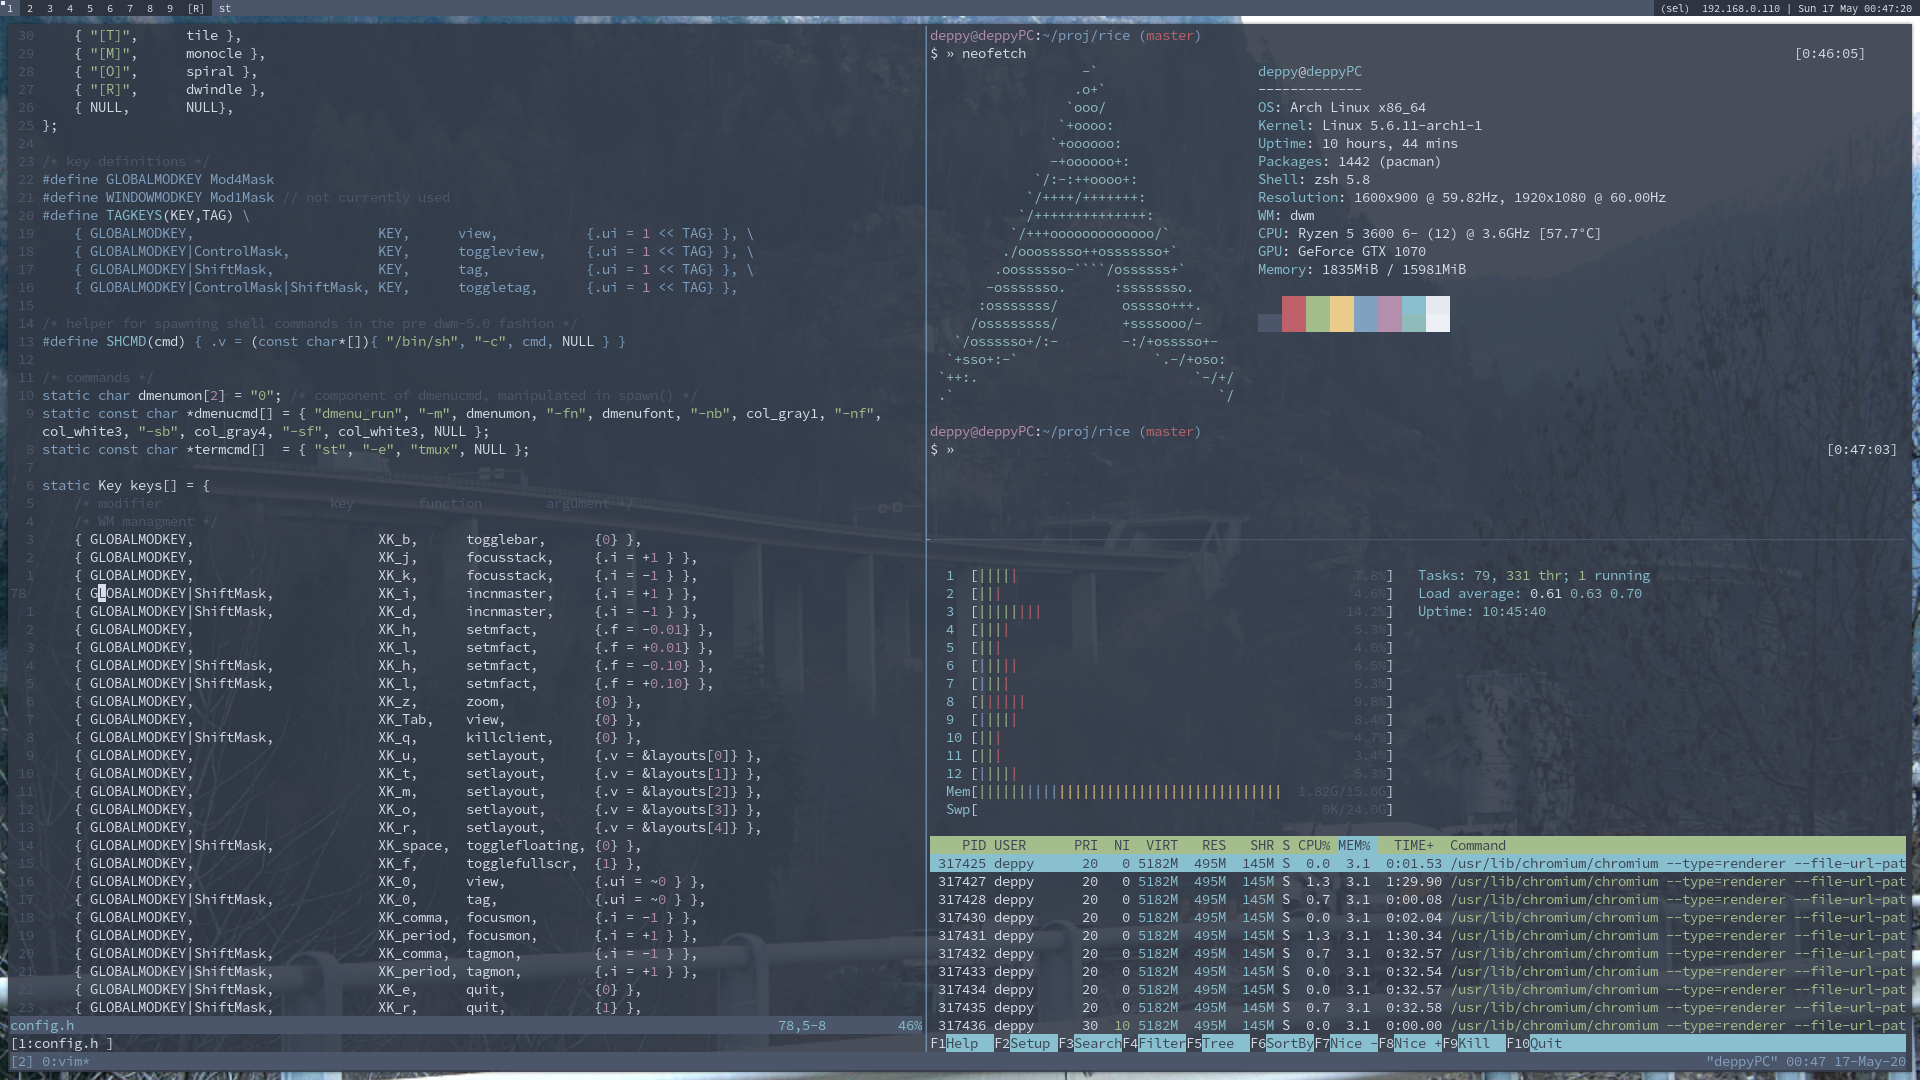 1 2 3 4 5 6 7 8 9 [R] st (sel) 192.168.0.110 | Sun 17 May 00:47:20
30 { "[T]", tile },
29 { "[M]", monocle },
28 { "[O]", spiral },
27 { "[R]", dwindle },
26 { NULL, NULL},
25 };
24
23 /* key definitions */
22 #define GLOBALMODKEY Mod4Mask
21 #define WINDOWMODKEY Mod1Mask // not currently used
20 #define TAGKEYS(KEY,TAG) \
19 { GLOBALMODKEY, KEY, view, {.ui = 1 << TAG} }, \
18 { GLOBALMODKEY|ControlMask, KEY, toggleview, {.ui = 1 << TAG} }, \
17 { GLOBALMODKEY|ShiftMask, KEY, tag, {.ui = 1 << TAG} }, \
16 { GLOBALMODKEY|ControlMask|ShiftMask, KEY, toggletag, {.ui = 1 << TAG} },
15
14 /* helper for spawning shell commands in the pre dwm-5.0 fashion */
13 #define SHCMD(cmd) { .v = (const char*[]){ "/bin/sh", "-c", cmd, NULL } }
12
11 /* commands */
10 static char dmenumon[2] = "0"; /* component of dmenucmd, manipulated in spawn() */
9 static const char *dmenucmd[] = { "dmenu_run", "-m", dmenumon, "-fn", dmenufont, "-nb", col_gray1, "-nf",
col_white3, "-sb", col_gray4, "-sf", col_white3, NULL };
8 static const char *termcmd[] = { "st", "-e", "tmux", NULL };
7
6 static Key keys[] = {
5 /* modifier key function argument */
4 /* WM managment */
3 { GLOBALMODKEY, XK_b, togglebar, {0} },
2 { GLOBALMODKEY, XK_j, focusstack, {.i = +1 } },
1 { GLOBALMODKEY, XK_k, focusstack, {.i = -1 } },
78 { GLOBALMODKEY|ShiftMask, XK_i, incnmaster, {.i = +1 } },
1 { GLOBALMODKEY|ShiftMask, XK_d, incnmaster, {.i = -1 } },
2 { GLOBALMODKEY, XK_h, setmfact, {.f = -0.01} },
3 { GLOBALMODKEY, XK_l, setmfact, {.f = +0.01} },
4 { GLOBALMODKEY|ShiftMask, XK_h, setmfact, {.f = -0.10} },
5 { GLOBALMODKEY|ShiftMask, XK_l, setmfact, {.f = +0.10} },
6 { GLOBALMODKEY, XK_z, zoom, {0} },
7 { GLOBALMODKEY, XK_Tab, view, {0} },
8 { GLOBALMODKEY|ShiftMask, XK_q, killclient, {0} },
9 { GLOBALMODKEY, XK_u, setlayout, {.v = &layouts[0]} },
10 { GLOBALMODKEY, XK_t, setlayout, {.v = &layouts[1]} },
11 { GLOBALMODKEY, XK_m, setlayout, {.v = &layouts[2]} },
12 { GLOBALMODKEY, XK_o, setlayout, {.v = &layouts[3]} },
13 { GLOBALMODKEY, XK_r, setlayout, {.v = &layouts[4]} },
14 { GLOBALMODKEY|ShiftMask, XK_space, togglefloating, {0} },
15 { GLOBALMODKEY, XK_f, togglefullscr, {1} },
16 { GLOBALMODKEY, XK_0, view, {.ui = ~0 } },
17 { GLOBALMODKEY|ShiftMask, XK_0, tag, {.ui = ~0 } },
18 { GLOBALMODKEY, XK_comma, focusmon, {.i = -1 } },
19 { GLOBALMODKEY, XK_period, focusmon, {.i = +1 } },
20 { GLOBALMODKEY|ShiftMask, XK_comma, tagmon, {.i = -1 } },
21 { GLOBALMODKEY|ShiftMask, XK_period, tagmon, {.i = +1 } },
22 { GLOBALMODKEY|ShiftMask, XK_e, quit, {0} },
23 { GLOBALMODKEY|ShiftMask, XK_r, quit, {1} },
config.h 78,5-8 46%
[1:config.h ]
deppy@deppyPC:~/proj/rice (master)
$ » neofetch [0:46:05]
-`
.o+`
`ooo/
`+oooo:
`+oooooo:
-+oooooo+:
`/:-:++oooo+:
`/++++/+++++++:
`/++++++++++++++:
`/+++ooooooooooooo/`
./ooosssso++osssssso+`
.oossssso-````/ossssss+`
-osssssso. :ssssssso.
:osssssss/ osssso+++.
/ossssssss/ +ssssooo/-
`/ossssso+/:- -:/+osssso+-
`+sso+:-` `.-/+oso:
`++:. `-/+/
.` `/
deppy@deppyPC
-------------
OS: Arch Linux x86_64
Kernel: Linux 5.6.11-arch1-1
Uptime: 10 hours, 44 mins
Packages: 1442 (pacman)
Shell: zsh 5.8
Resolution: 1600x900 @ 59.82Hz, 1920x1080 @ 60.00Hz
WM: dwm
CPU: Ryzen 5 3600 6- (12) @ 3.6GHz [57.7°C]
GPU: GeForce GTX 1070
Memory: 1835MiB / 15981MiB
deppy@deppyPC:~/proj/rice (master)
$ » [0:47:03]
1 [||||| 7.8%]
2 [||| 4.6%]
3 [|||||||| 14.2%]
4 [|||| 5.3%]
5 [||| 4.0%]
6 [||||| 6.5%]
7 [|||| 5.3%]
8 [|||||| 9.8%]
9 [||||| 8.4%]
10 [||| 4.7%]
11 [||| 3.4%]
12 [||||| 5.3%]
Mem[|||||||||||||||||||||||||||||||||||||| 1.82G/15.6G]
Swp[ 0K/24.0G]
Tasks: 79, 331 thr; 1 running
Load average: 0.61 0.63 0.70
Uptime: 10:45:40
PID USER PRI NI VIRT RES SHR S CPU% MEM% TIME+ Command
317425 deppy 20 0 5182M 495M 145M S 0.0 3.1 0:01.53 /usr/lib/chromium/chromium --type=renderer --file-url-pat
317427 deppy 20 0 5182M 495M 145M S 1.3 3.1 1:29.90 /usr/lib/chromium/chromium --type=renderer --file-url-pat
317428 deppy 20 0 5182M 495M 145M S 0.7 3.1 0:00.08 /usr/lib/chromium/chromium --type=renderer --file-url-pat
317430 deppy 20 0 5182M 495M 145M S 0.0 3.1 0:02.04 /usr/lib/chromium/chromium --type=renderer --file-url-pat
317431 deppy 20 0 5182M 495M 145M S 1.3 3.1 1:30.34 /usr/lib/chromium/chromium --type=renderer --file-url-pat
317432 deppy 20 0 5182M 495M 145M S 0.7 3.1 0:32.57 /usr/lib/chromium/chromium --type=renderer --file-url-pat
317433 deppy 20 0 5182M 495M 145M S 0.0 3.1 0:32.54 /usr/lib/chromium/chromium --type=renderer --file-url-pat
317434 deppy 20 0 5182M 495M 145M S 0.0 3.1 0:32.57 /usr/lib/chromium/chromium --type=renderer --file-url-pat
317435 deppy 20 0 5182M 495M 145M S 0.7 3.1 0:32.58 /usr/lib/chromium/chromium --type=renderer --file-url-pat
317436 deppy 30 10 5182M 495M 145M S 0.0 3.1 0:00.00 /usr/lib/chromium/chromium --type=renderer --file-url-pat
F1Help F2Setup F3SearchF4FilterF5Tree F6SortByF7Nice -F8Nice +F9Kill F10Quit
[2] 0:vim* "deppyPC" 00:47 17-May-20